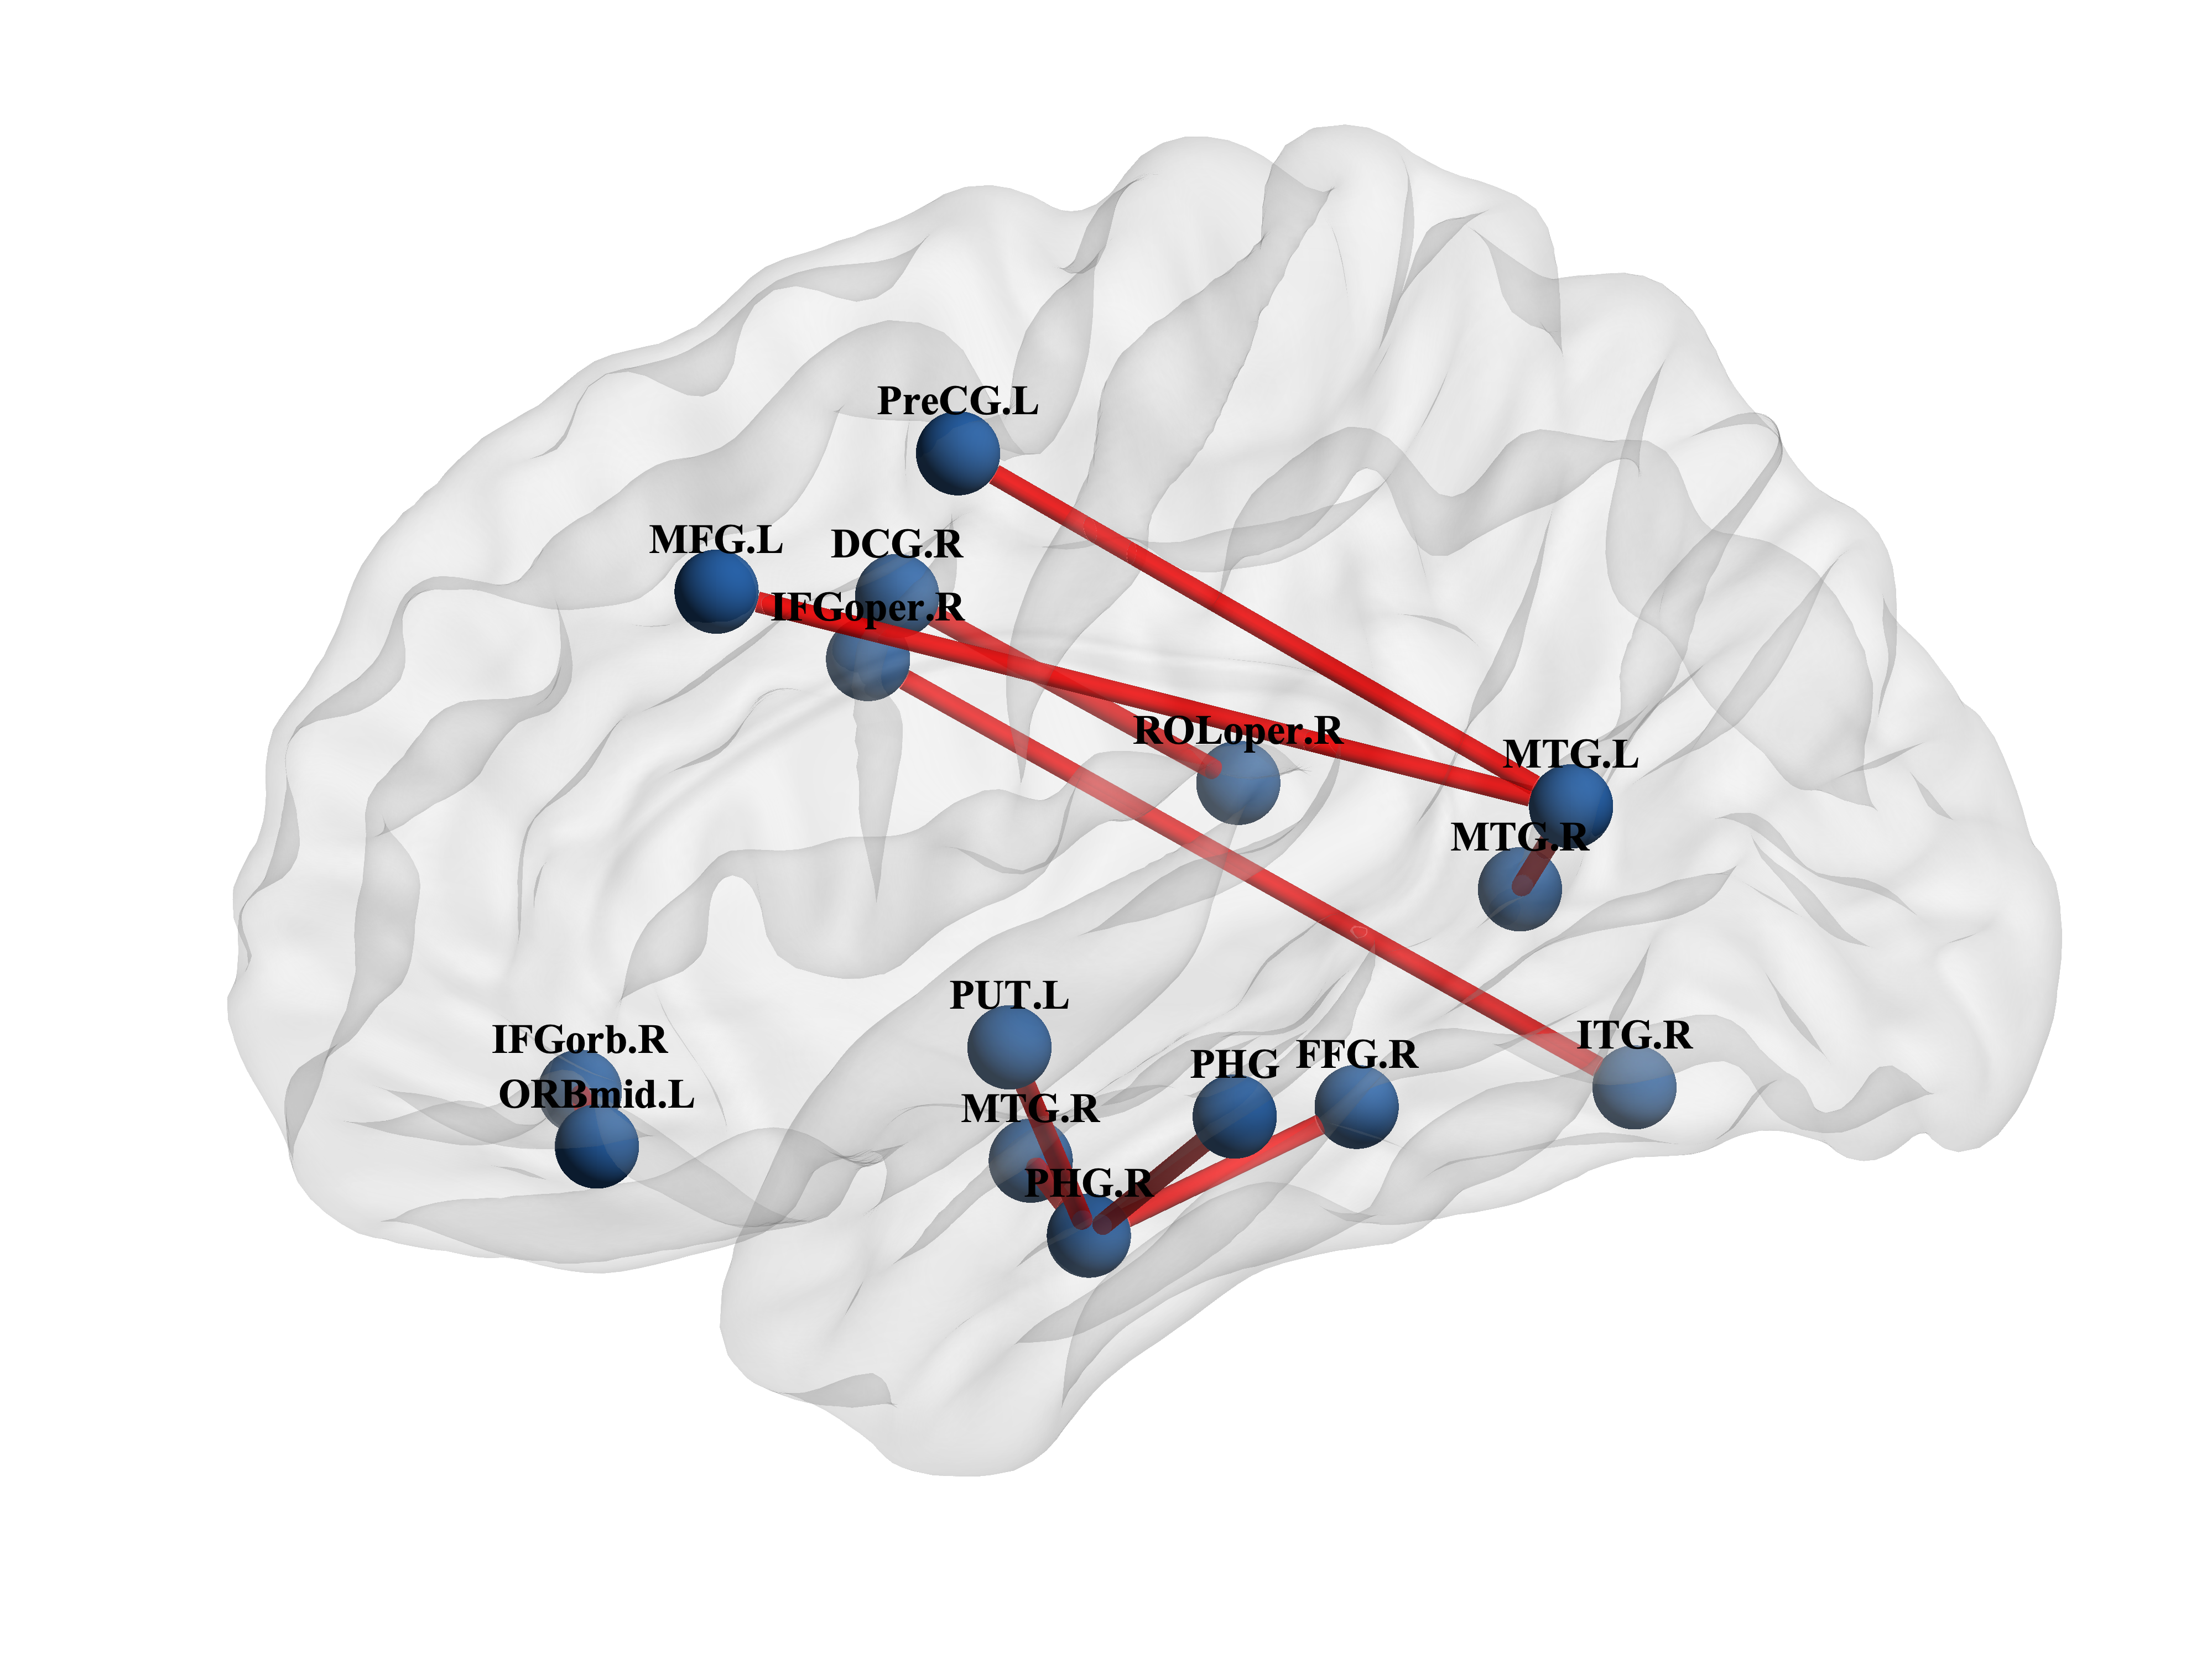 PreCG.L
MFG.L
DCG.R
IFGoper.R
ROLoper.R
MTG.L
MTG.R
PUT.L
IFGorb.R
ITG.R
PHG
FFG.R
ORBmid.L
MTG.R
PHG.R